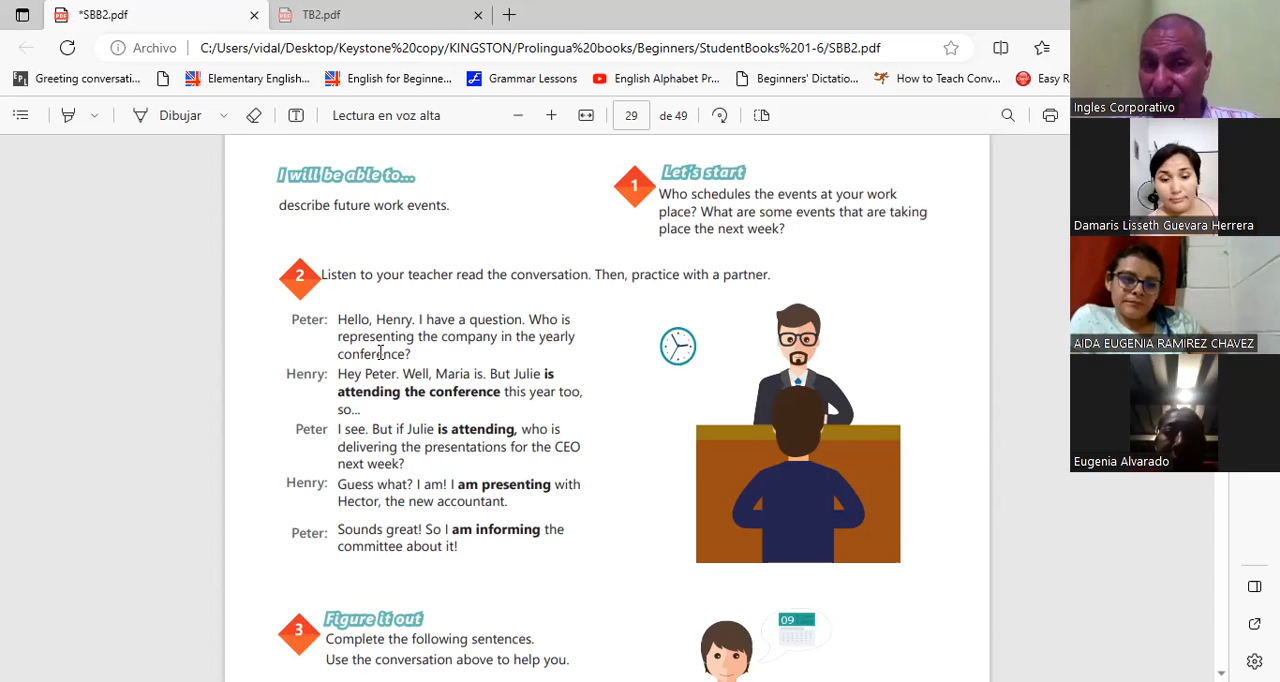 *SBB2.pdf
TB2.pdf
Archivo
C:/Users/vidal/Desktop/Keystone%20copy/KINGSTON/Prolingua%20books/Beginners/StudentBooks%201-6/SBB2.pdf
Greeting conversati...
Elementary English...
English for Beginne...
Grammar Lessons
English Alphabet Pr...
Beginners' Dictatio...
How to Teach Conv...
Easy R
Dibujar
Lectura en voz alta
29
de 49
I will be able to...
describe future work events.
1
Let's start
Who schedules the events at your work
place? What are some events that are taking
place the next week?
2
Listen to your teacher read the conversation. Then, practice with a partner.
Peter: Hello, Henry. I have a question. Who is
representing the company in the yearly
conference?
Henry: Hey Peter. Well, Maria is. But Julie is
attending the conference this year too,
so...
Peter I see. But if Julie is attending, who is
delivering the presentations for the CEO
next week?
Henry: Guess what? I am! I am presenting with
Hector, the new accountant.
Peter: Sounds great! So I am informing the
committee about it!
3
Figure it out
Complete the following sentences.
Use the conversation above to help you.
09
Ingles Corporativo
Damaris Lisseth Guevara Herrera
AIDA EUGENIA RAMIREZ CHAVEZ
Eugenia Alvarado